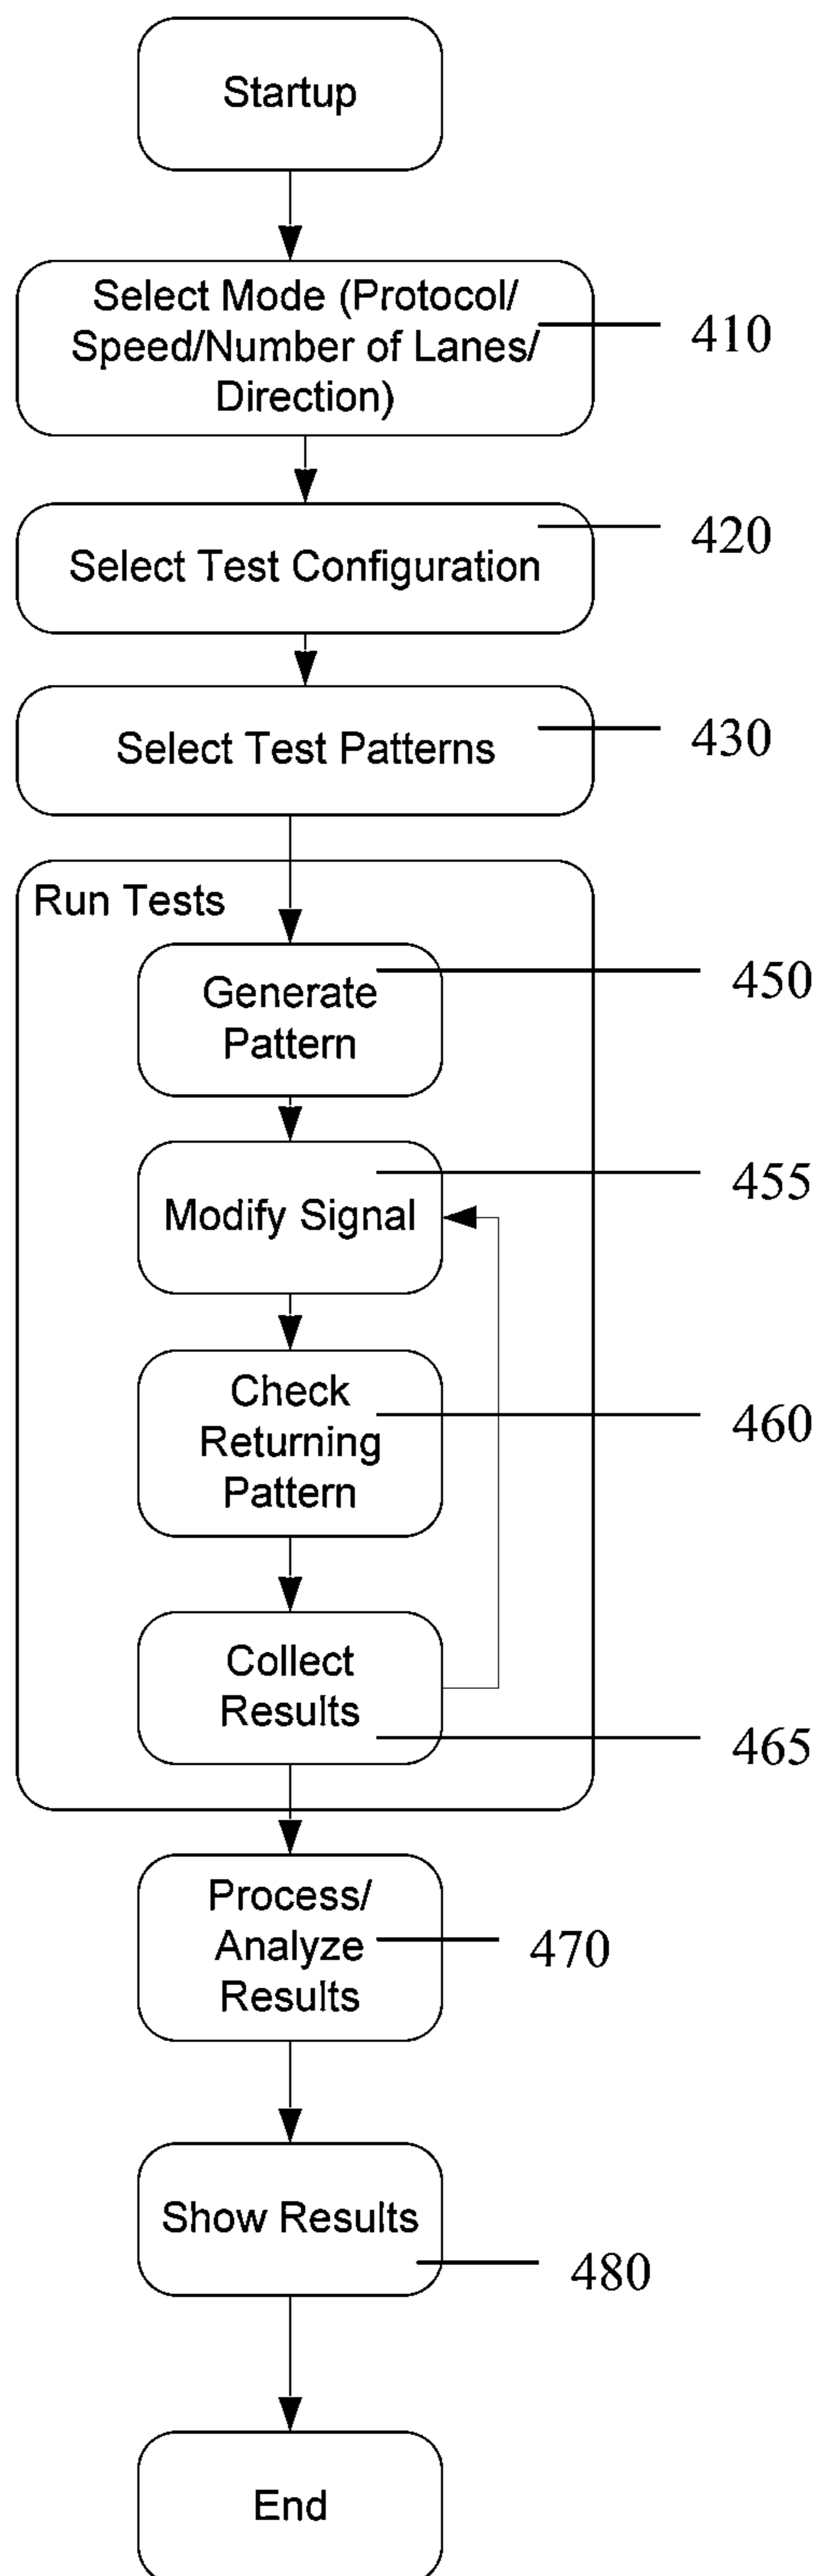 Startup
Select Mode (Protocol/
Speed/Number of Lanes/
Direction)
410
Select Test Configuration
420
Select Test Patterns
430
Run Tests
Generate
Pattern
450
Modify Signal
455
Check
Returning
Pattern
460
Collect
Results
465
Process/
Analyze
Results
470
Show Results
480
End